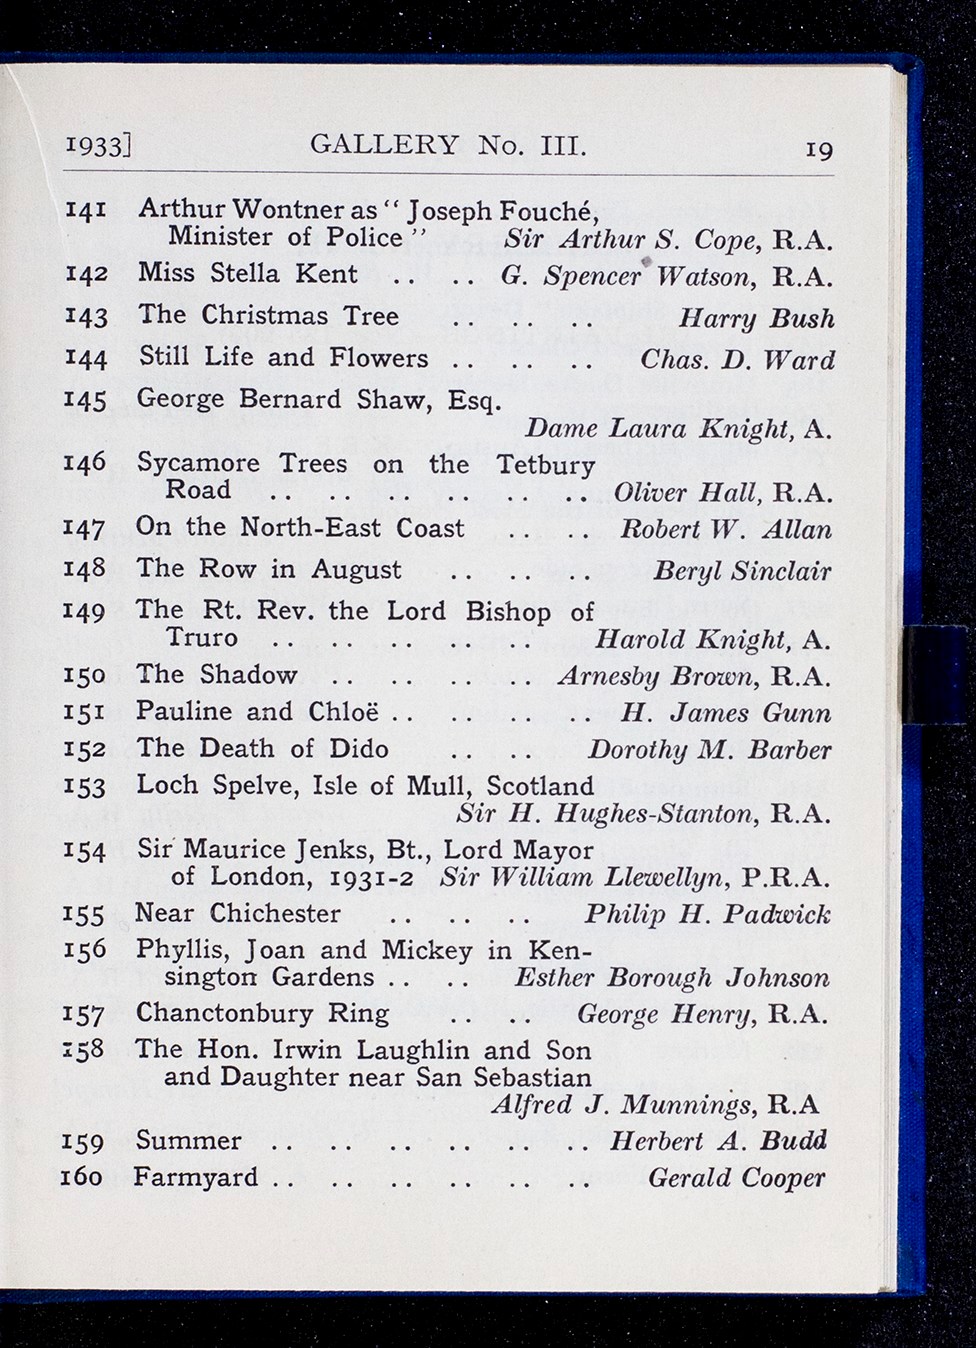 1933] GALLERY No. III. 19
141 Arthur Wontner as "Joseph Fouché,
Minister of Police" Sir Arthur S. Cope, R.A.
142 Miss Stella Kent .. .. G. Spencer Watson, R.A.
143 The Christmas Tree .. .. .. Harry Bush
144 Still Life and Flowers .. .. .. Chas. D. Ward
145 George Bernard Shaw, Esq.
Dame Laura Knight, A.
146 Sycamore Trees on the Tetbury
Road .. .. .. .. .. .. Oliver Hall, R.A.
147 On the North-East Coast .. .. Robert W. Allan
148 The Row in August .. .. .. Beryl Sinclair
149 The Rt. Rev. the Lord Bishop of
Truro .. .. .. .. .. Harold Knight, A.
150 The Shadow .. .. .. .. Arnesby Brown, R.A.
151 Pauline and Chloë .. .. .. .. H. James Gunn
152 The Death of Dido .. .. Dorothy M. Barber
153 Loch Spelve, Isle of Mull, Scotland
Sir H. Hughes-Stanton, R.A.
154 Sir Maurice Jenks, Bt., Lord Mayor
of London, 1931-2 Sir William Llewellyn, P.R.A.
155 Near Chichester .. .. .. Philip H. Padwick
156 Phyllis, Joan and Mickey in Ken-
sington Gardens .. .. Esther Borough Johnson
157 Chanctonbury Ring .. .. George Henry, R.A.
158 The Hon. Irwin Laughlin and Son
and Daughter near San Sebastian
Alfred J. Munnings, R.A
159 Summer .. .. .. .. .. .. Herbert A. Budd
160 Farmyard .. .. .. .. .. .. Gerald Cooper